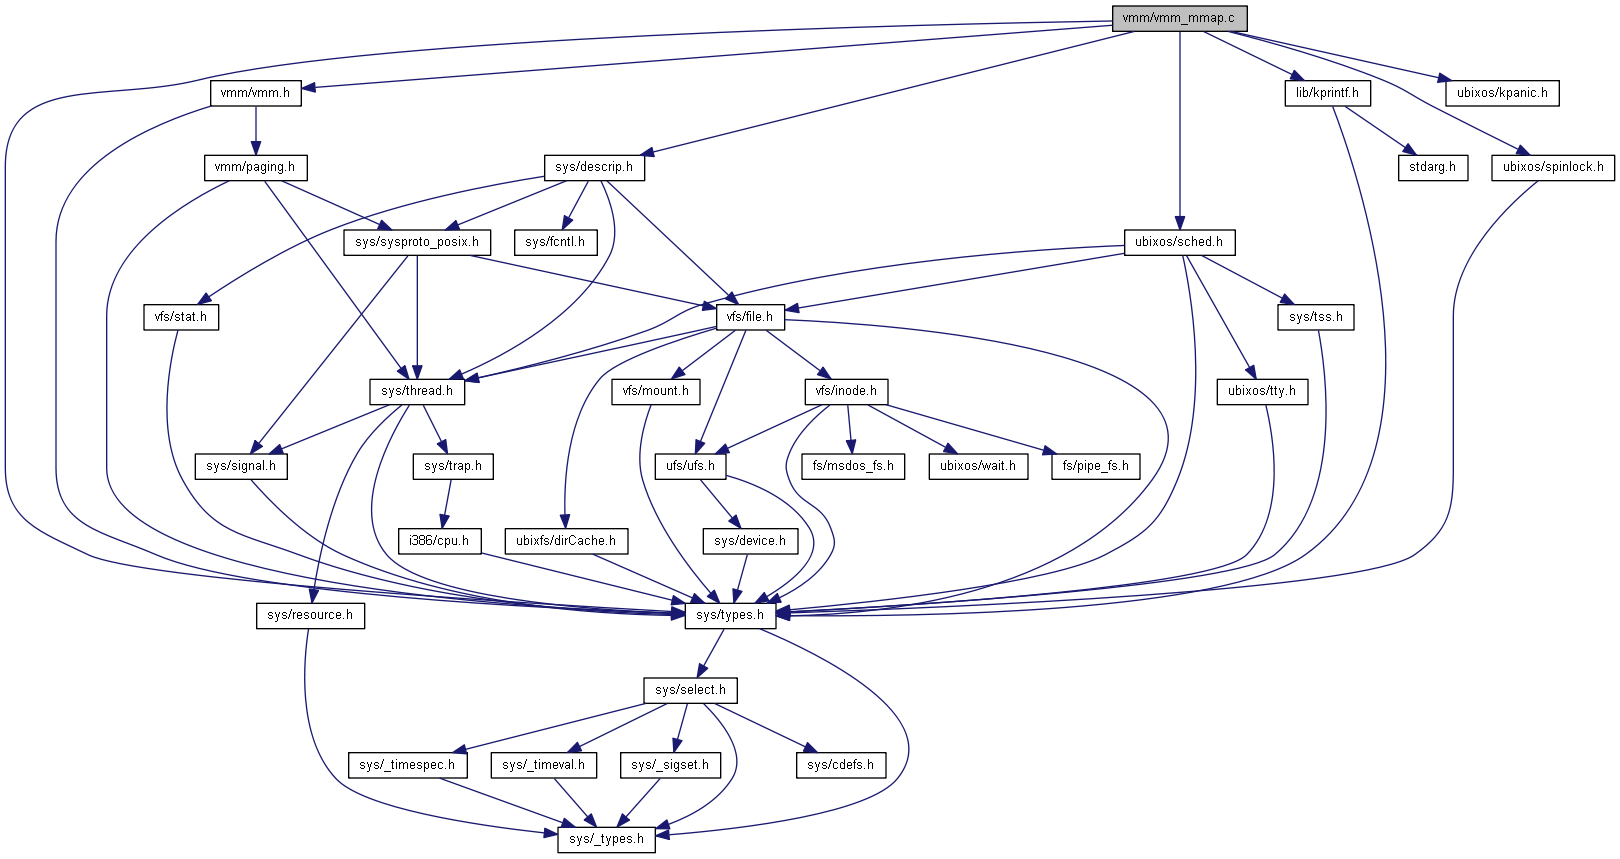 vmm/vmm_mmap.c
vmm/vmm.h
lib/kprintf.h
ubixos/kpanic.h
vmm/paging.h
sys/descrip.h
stdarg.h
ubixos/spinlock.h
sys/sysproto_posix.h
sys/fcntl.h
ubixos/sched.h
vfs/stat.h
vfs/file.h
sys/tss.h
sys/thread.h
vfs/mount.h
vfs/inode.h
ubixos/tty.h
sys/signal.h
sys/trap.h
ufs/ufs.h
fs/msdos_fs.h
ubixos/wait.h
fs/pipe_fs.h
i386/cpu.h
ubixfs/dirCache.h
sys/device.h
sys/resource.h
sys/types.h
sys/select.h
sys/_timespec.h
sys/_timeval.h
sys/_sigset.h
sys/cdefs.h
sys/_types.h